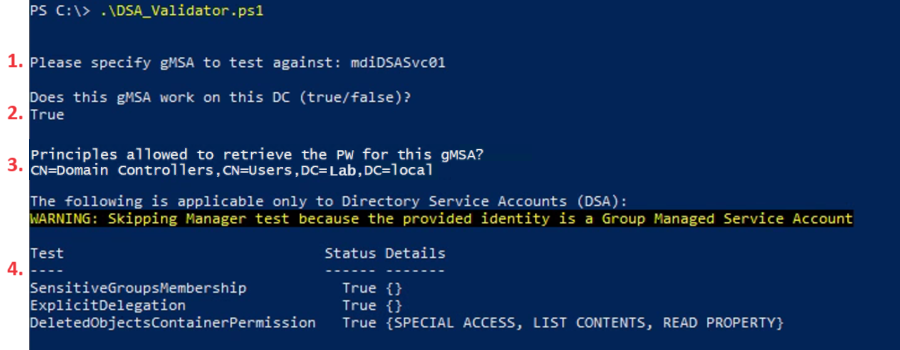 PS C:\> .\DSA_Validator.ps1
1. Please specify gMSA to test against: mdiDSASvc01
Does this gMSA work on this DC (true/false)?
2. True
Principles allowed to retrieve the PW for this gMSA?
3. CN=Domain Controllers,CN=Users,DC=Lab,DC=local
The following is applicable only to Directory Service Accounts (DSA):
WARNING: Skipping Manager test because the provided identity is a Group Managed Service Account
Test Status Details
4. ---- ------ -------
SensitiveGroupsMembership True {}
ExplicitDelegation True {}
DeletedObjectsContainerPermission True {SPECIAL ACCESS, LIST CONTENTS, READ PROPERTY}